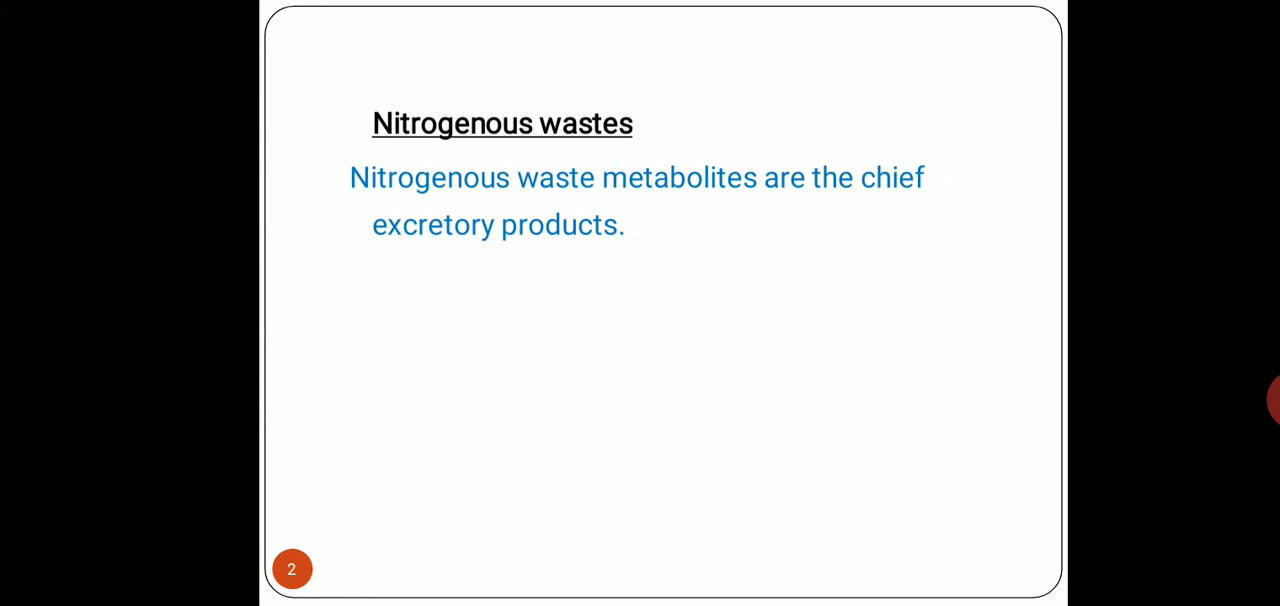 Nitrogenous wastes
Nitrogenous waste metabolites are the chief
excretory products.
2